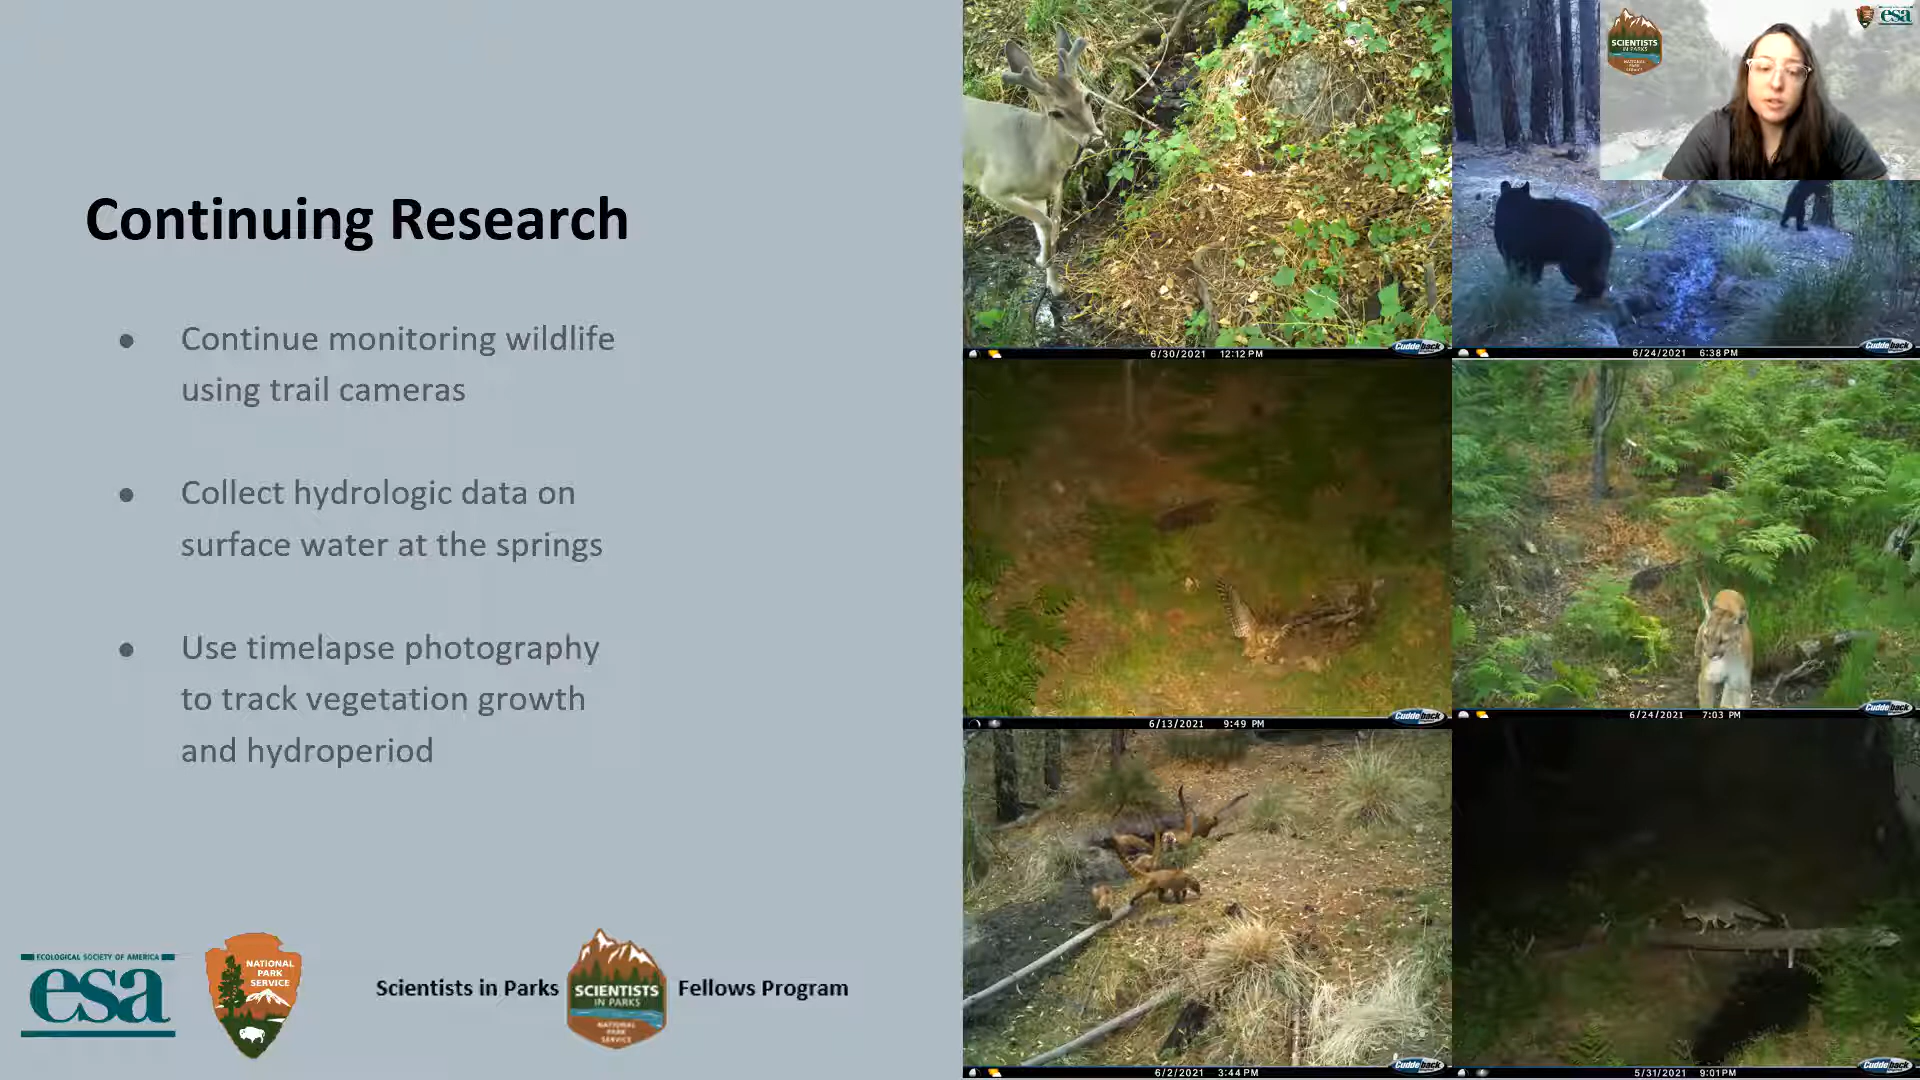 Continuing Research
● Continue monitoring wildlife
using trail cameras
● Collect hydrologic data on
surface water at the springs
● Use timelapse photography
to track vegetation growth
and hydroperiod
ECOLOGICAL SOCIETY OF AMERICA
esa
NATIONAL
PARK
SERVICE
Scientists in Parks
SCIENTISTS
IN PARKS
NATIONAL
PARK
SERVICE
Fellows Program
6/30/2021 12:12 PM
Cuddeback
6/24/2021 6:38 PM
Cuddeback
6/13/2021 9:49 PM
Cuddeback
6/24/2021 7:03 PM
Cuddeback
6/2/2021 3:44 PM
Cuddeback
5/31/2021 9:01 PM
Cuddeback
SCIENTISTS
IN PARKS
esa